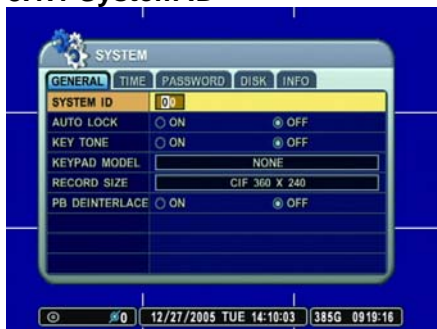 SYSTEM
GENERAL TIME PASSWORD DISK INFO
SYSTEM ID 00
AUTO LOCK ON OFF
KEY TONE ON OFF
KEYPAD MODEL NONE
RECORD SIZE CIF 360 X 240
PB DEINTERLACE ON OFF
0 12/27/2005 TUE 14:10:03 385G 0919:16